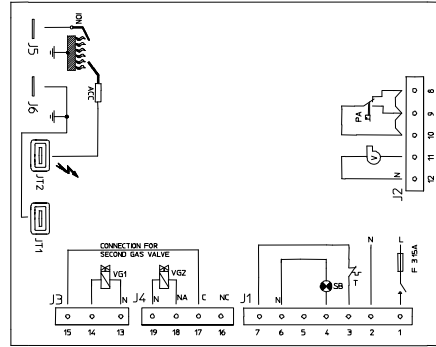 J5
ION
J6
ACC
JT2
JT1
8
9
10
11
12
PA
V
N
J2
CONNECTION FOR
SECOND GAS VALVE
VG1
VG2
J3
N
J4
N
NA
C
NC
J1
N
SB
T
N
L
F 3.15A
15
14
13
19
18
17
16
7
6
5
4
3
2
1